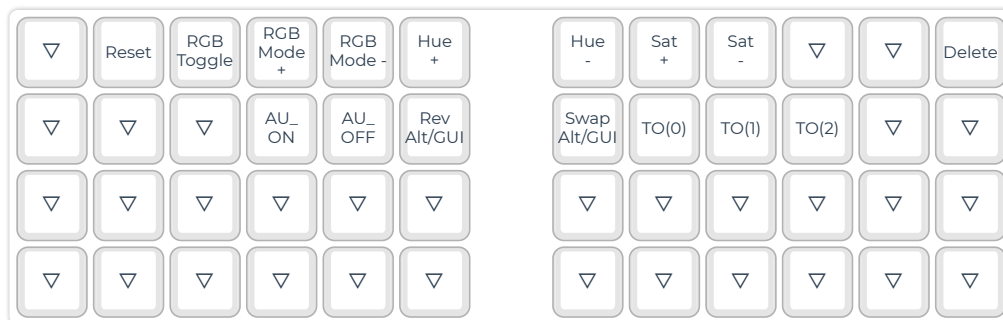 ▽ Reset RGB Toggle RGB Mode + RGB Mode - Hue + Hue - Sat + Sat - ▽ ▽ Delete
▽ ▽ ▽ AU_ ON AU_ OFF Rev Alt/GUI Swap Alt/GUI TO(0) TO(1) TO(2) ▽ ▽
▽ ▽ ▽ ▽ ▽ ▽ ▽ ▽ ▽ ▽ ▽ ▽
▽ ▽ ▽ ▽ ▽ ▽ ▽ ▽ ▽ ▽ ▽ ▽